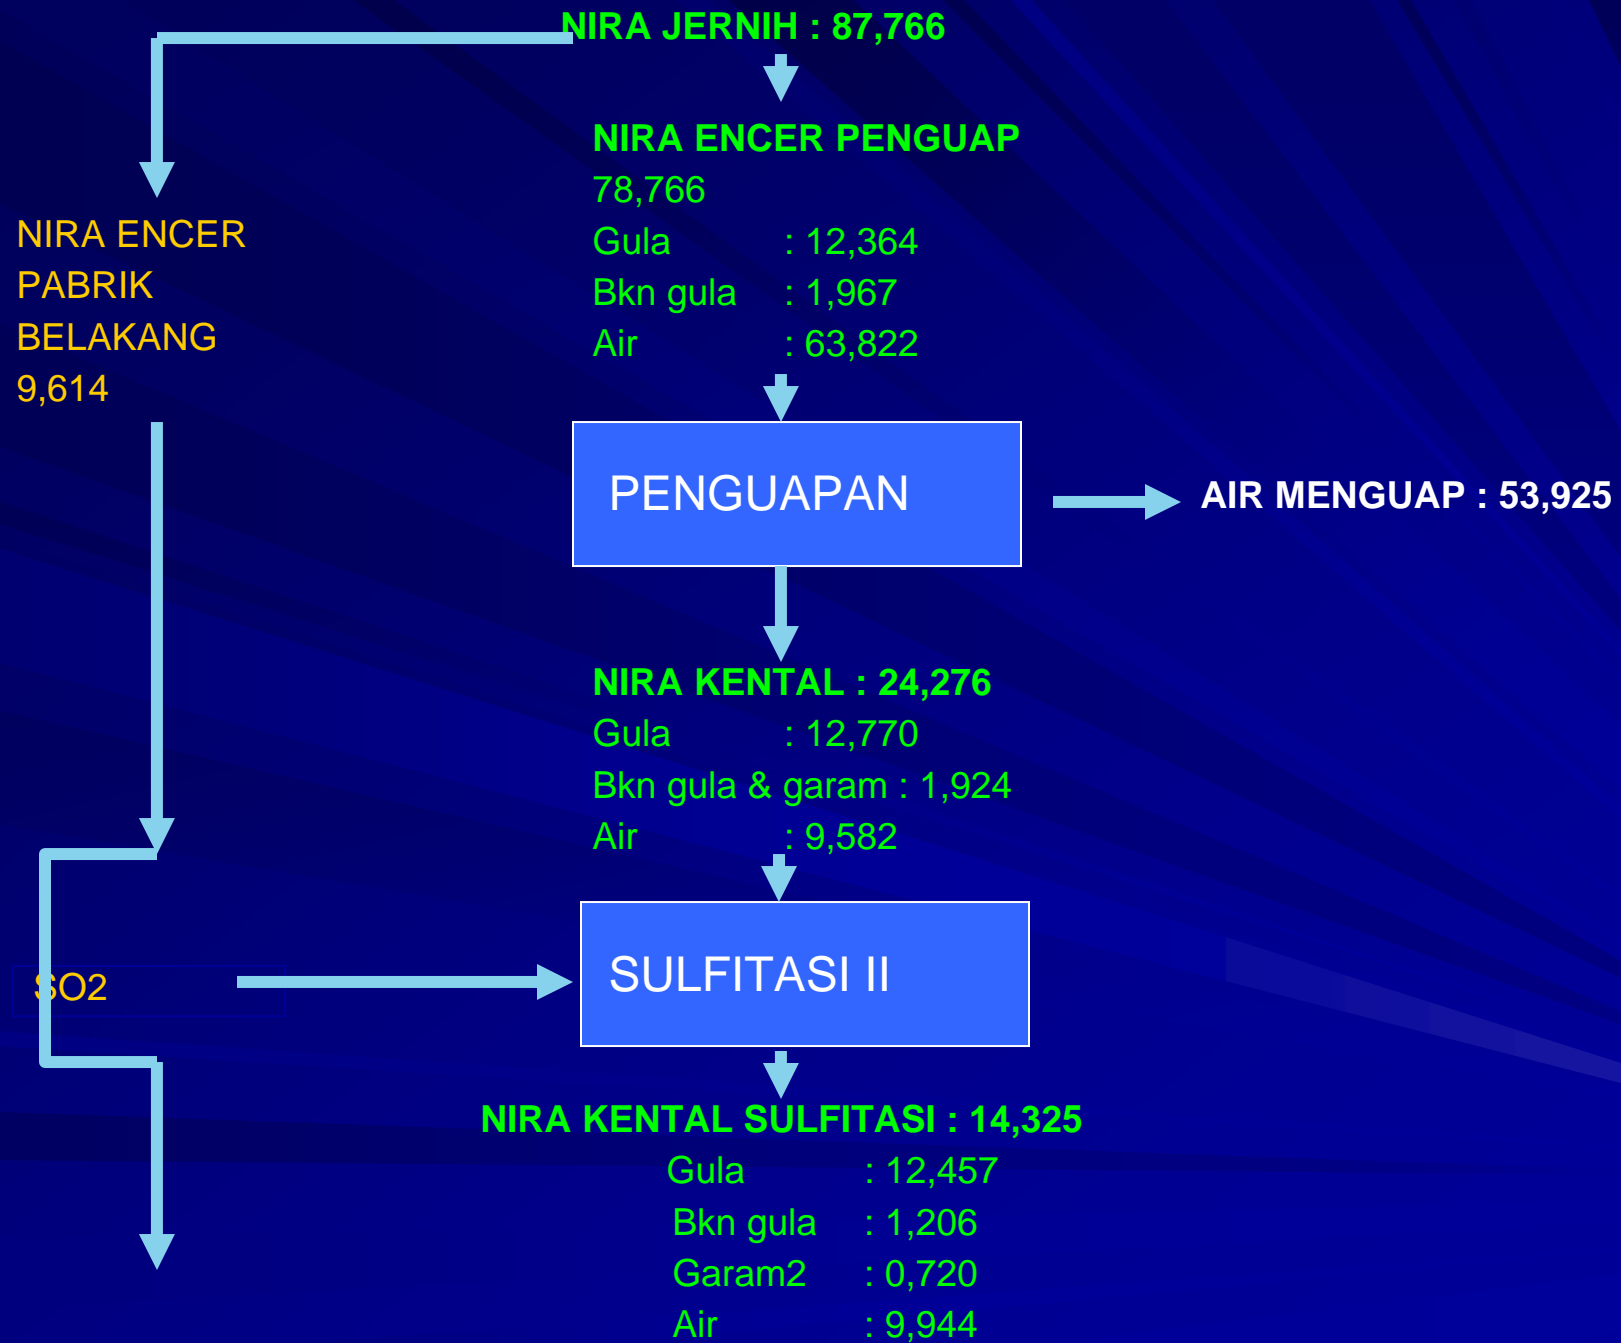 NIRA JERNIH : 87,766
NIRA ENCER PENGUAP
78,766
Gula : 12,364
Bkn gula : 1,967
Air : 63,822
NIRA ENCER
PABRIK
BELAKANG
9,614
PENGUAPAN
AIR MENGUAP : 53,925
NIRA KENTAL : 24,276
Gula : 12,770
Bkn gula & garam : 1,924
Air : 9,582
SO2
SULFITASI II
NIRA KENTAL SULFITASI : 14,325
Gula : 12,457
Bkn gula : 1,206
Garam2 : 0,720
Air : 9,944